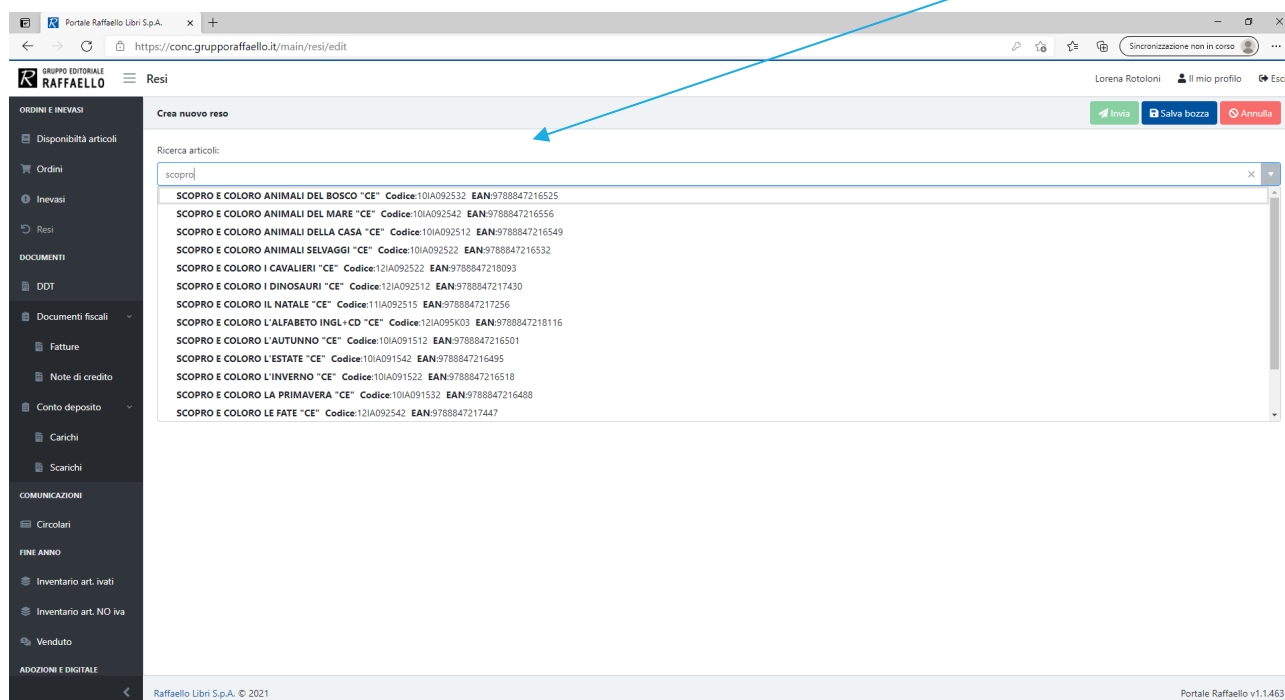 Portale Raffaello Libri S.p.A.
https://conc.grupporaffaello.it/main/resi/edit
Sincronizzazione non in corso
GRUPPO EDITORIALE
RAFFAELLO
Resi
Lorena Rotoloni
Il mio profilo
Esci
ORDINI E INEVASI
Disponibiltà articoli
Ordini
Inevasi
Resi
DOCUMENTI
DDT
Documenti fiscali
Fatture
Note di credito
Conto deposito
Carichi
Scarichi
COMUNICAZIONI
Circolari
FINE ANNO
Inventario art. ivati
Inventario art. NO iva
Venduto
ADOZIONI E DIGITALE
Crea nuovo reso
Invia
Salva bozza
Annulla
Ricerca articoli:
scopro
SCOPRO E COLORO ANIMALI DEL BOSCO "CE" Codice:10IA092532 EAN:9788847216525
SCOPRO E COLORO ANIMALI DEL MARE "CE" Codice:10IA092542 EAN:9788847216556
SCOPRO E COLORO ANIMALI DELLA CASA "CE" Codice:10IA092512 EAN:9788847216549
SCOPRO E COLORO ANIMALI SELVAGGI "CE" Codice:10IA092522 EAN:9788847216532
SCOPRO E COLORO I CAVALIERI "CE" Codice:12IA092522 EAN:9788847218093
SCOPRO E COLORO I DINOSAURI "CE" Codice:12IA092512 EAN:9788847217430
SCOPRO E COLORO IL NATALE "CE" Codice:11IA092515 EAN:9788847217256
SCOPRO E COLORO L'ALFABETO INGL+CD "CE" Codice:12IA095K03 EAN:9788847218116
SCOPRO E COLORO L'AUTUNNO "CE" Codice:10IA091512 EAN:9788847216501
SCOPRO E COLORO L'ESTATE "CE" Codice:10IA091542 EAN:9788847216495
SCOPRO E COLORO L'INVERNO "CE" Codice:10IA091522 EAN:9788847216518
SCOPRO E COLORO LA PRIMAVERA "CE" Codice:10IA091532 EAN:9788847216488
SCOPRO E COLORO LE FATE "CE" Codice:12IA092542 EAN:9788847217447
Raffaello Libri S.p.A. © 2021
Portale Raffaello v1.1.463